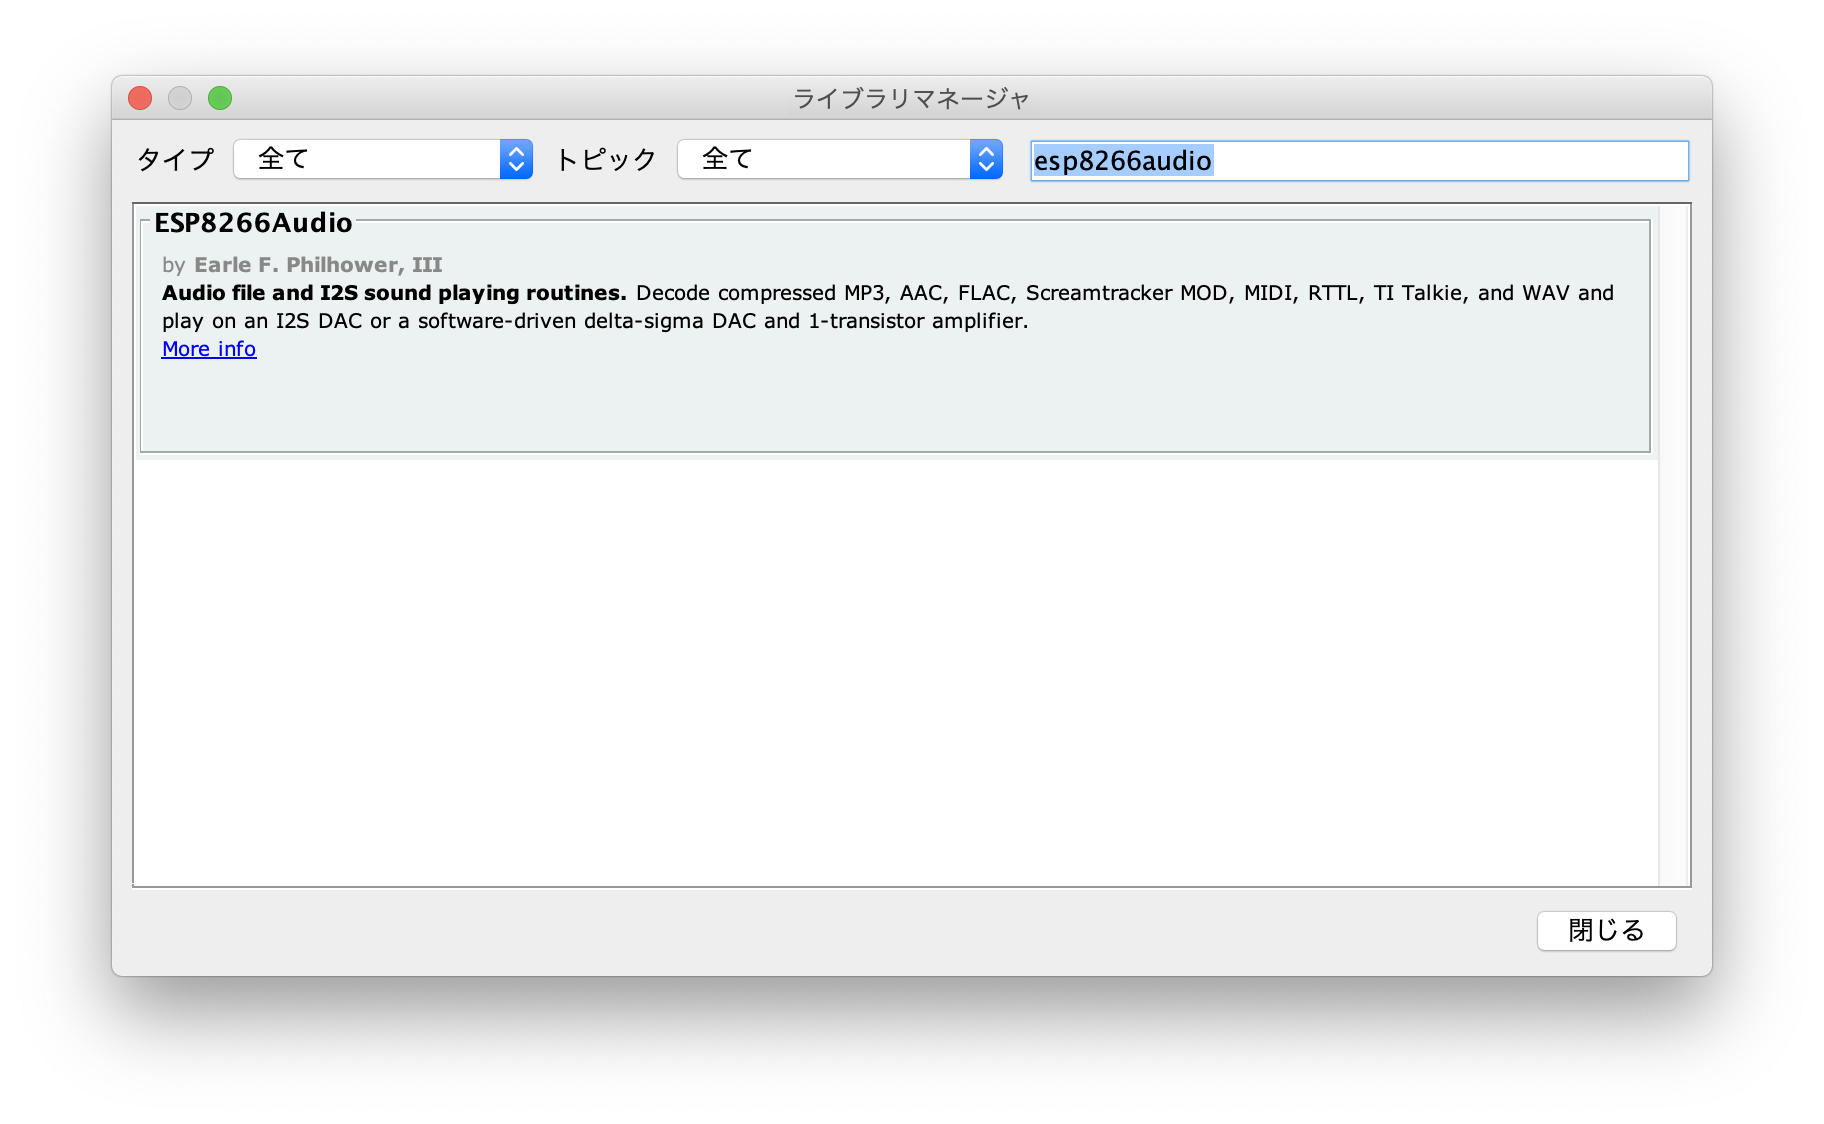 ライブラリマネージャ
タイプ 全て トピック 全て esp8266audio
ESP8266Audio
by Earle F. Philhower, III
Audio file and I2S sound playing routines. Decode compressed MP3, AAC, FLAC, Screamtracker MOD, MIDI, RTTL, TI Talkie, and WAV and
play on an I2S DAC or a software-driven delta-sigma DAC and 1-transistor amplifier.
More info
閉じる